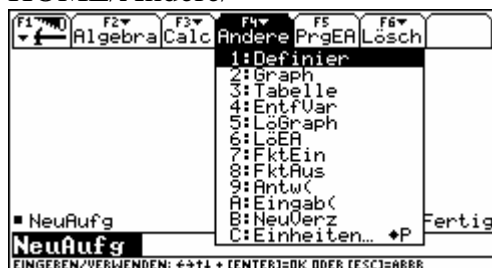 F1 F2 F3 F4 F5 F6
Algebra Calc Andere PrgEA Lösch
1:Definier
2:Graph
3:Tabelle
4:EntfVar
5:LöGraph
6:LöEA
7:FktEin
8:FktAus
9:Antw(
A:Eingab(
B:NeuVerz
C:Einheiten… ◆P
▪ NeuAufg Fertig
NeuAufg
EINGEBEN/VERWENDEN: ←→↑↓ + [ENTER]=OK ODER [ESC]=ABBR